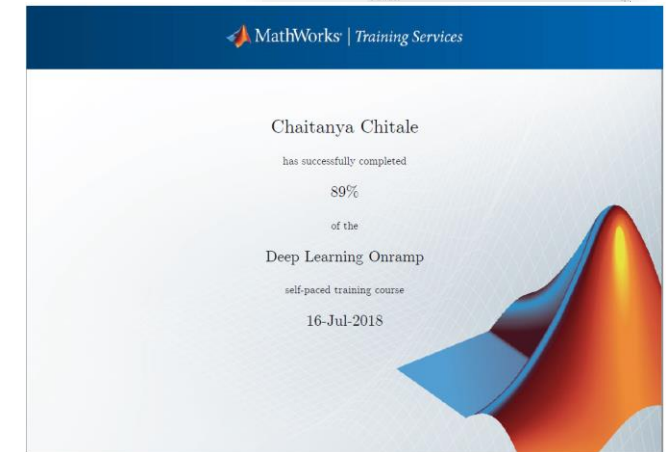 MathWorks® | Training Services
Chaitanya Chitale
has successfully completed
89%
of the
Deep Learning Onramp
self-paced training course
16-Jul-2018